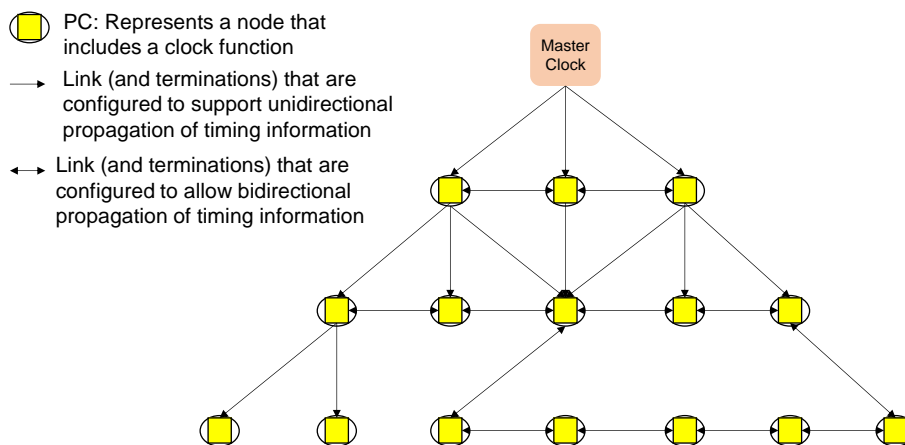 PC: Represents a node that
includes a clock function
Link (and terminations) that are
configured to support unidirectional
propagation of timing information
Link (and terminations) that are
configured to allow bidirectional
propagation of timing information
Master
Clock